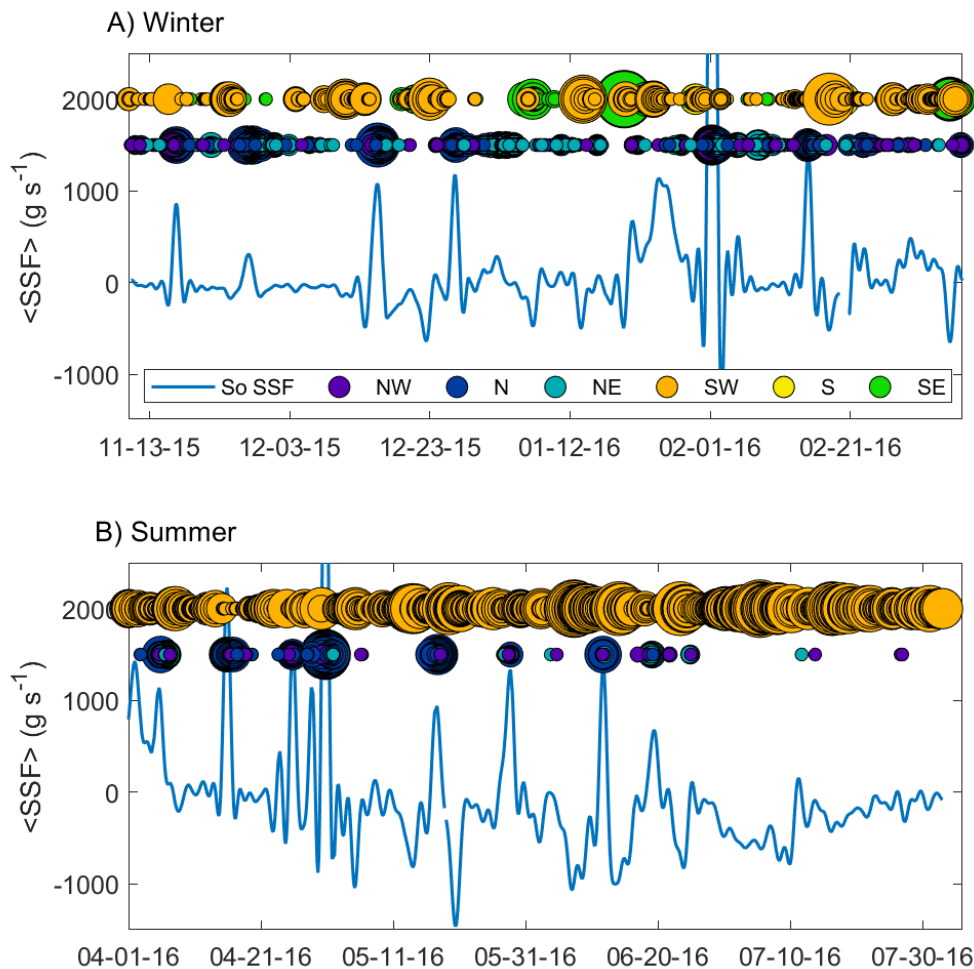 A) Winter
2000
1000
0
-1000
<SSF> (g s-1)
So SSF NW N NE SW S SE
11-13-15 12-03-15 12-23-15 01-12-16 02-01-16 02-21-16
B) Summer
2000
1000
0
-1000
<SSF> (g s-1)
04-01-16 04-21-16 05-11-16 05-31-16 06-20-16 07-10-16 07-30-16